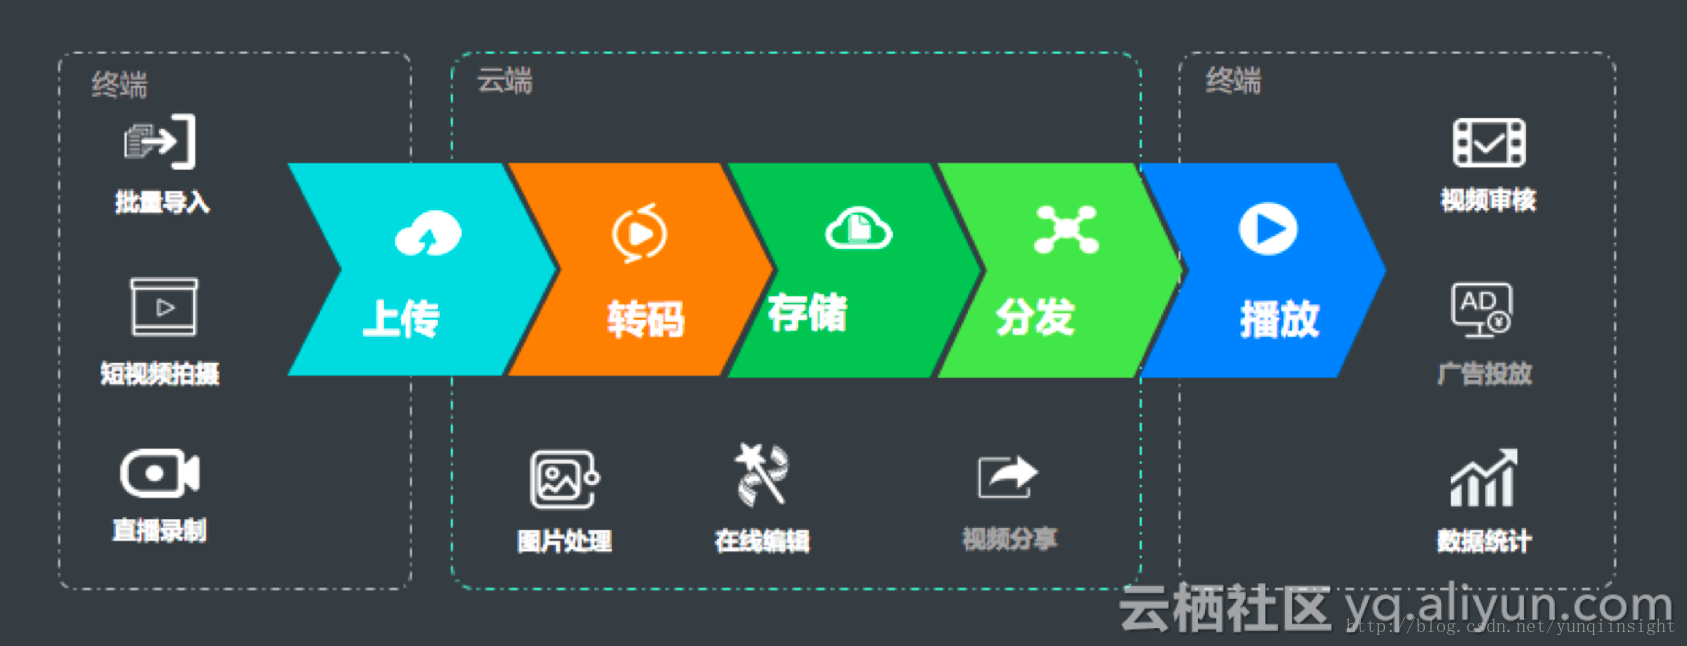 终端
批量导入
短视频拍摄
直播录制
云端
上传
转码
存储
分发
播放
图片处理
在线编辑
视频分享
终端
视频审核
AD
¥
广告投放
数据统计
云栖社区 yq.aliyun.com
http://blog.csdn.net/yunqiinsight